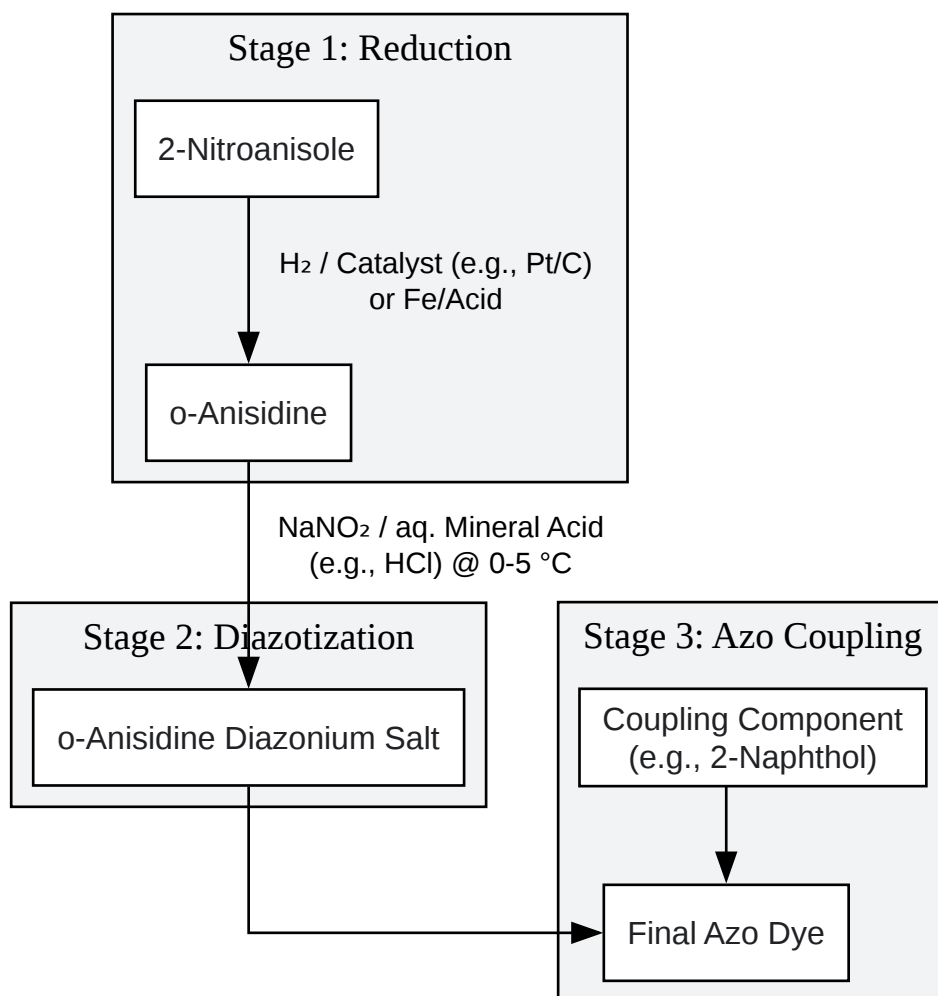 Stage 1: Reduction
2-Nitroanisole
H₂ / Catalyst (e.g., Pt/C)
or Fe/Acid
o-Anisidine
NaNO₂ / aq. Mineral Acid
(e.g., HCl) @ 0-5 °C
Stage 2: Diazotization
o-Anisidine Diazonium Salt
Stage 3: Azo Coupling
Coupling Component
(e.g., 2-Naphthol)
Final Azo Dye